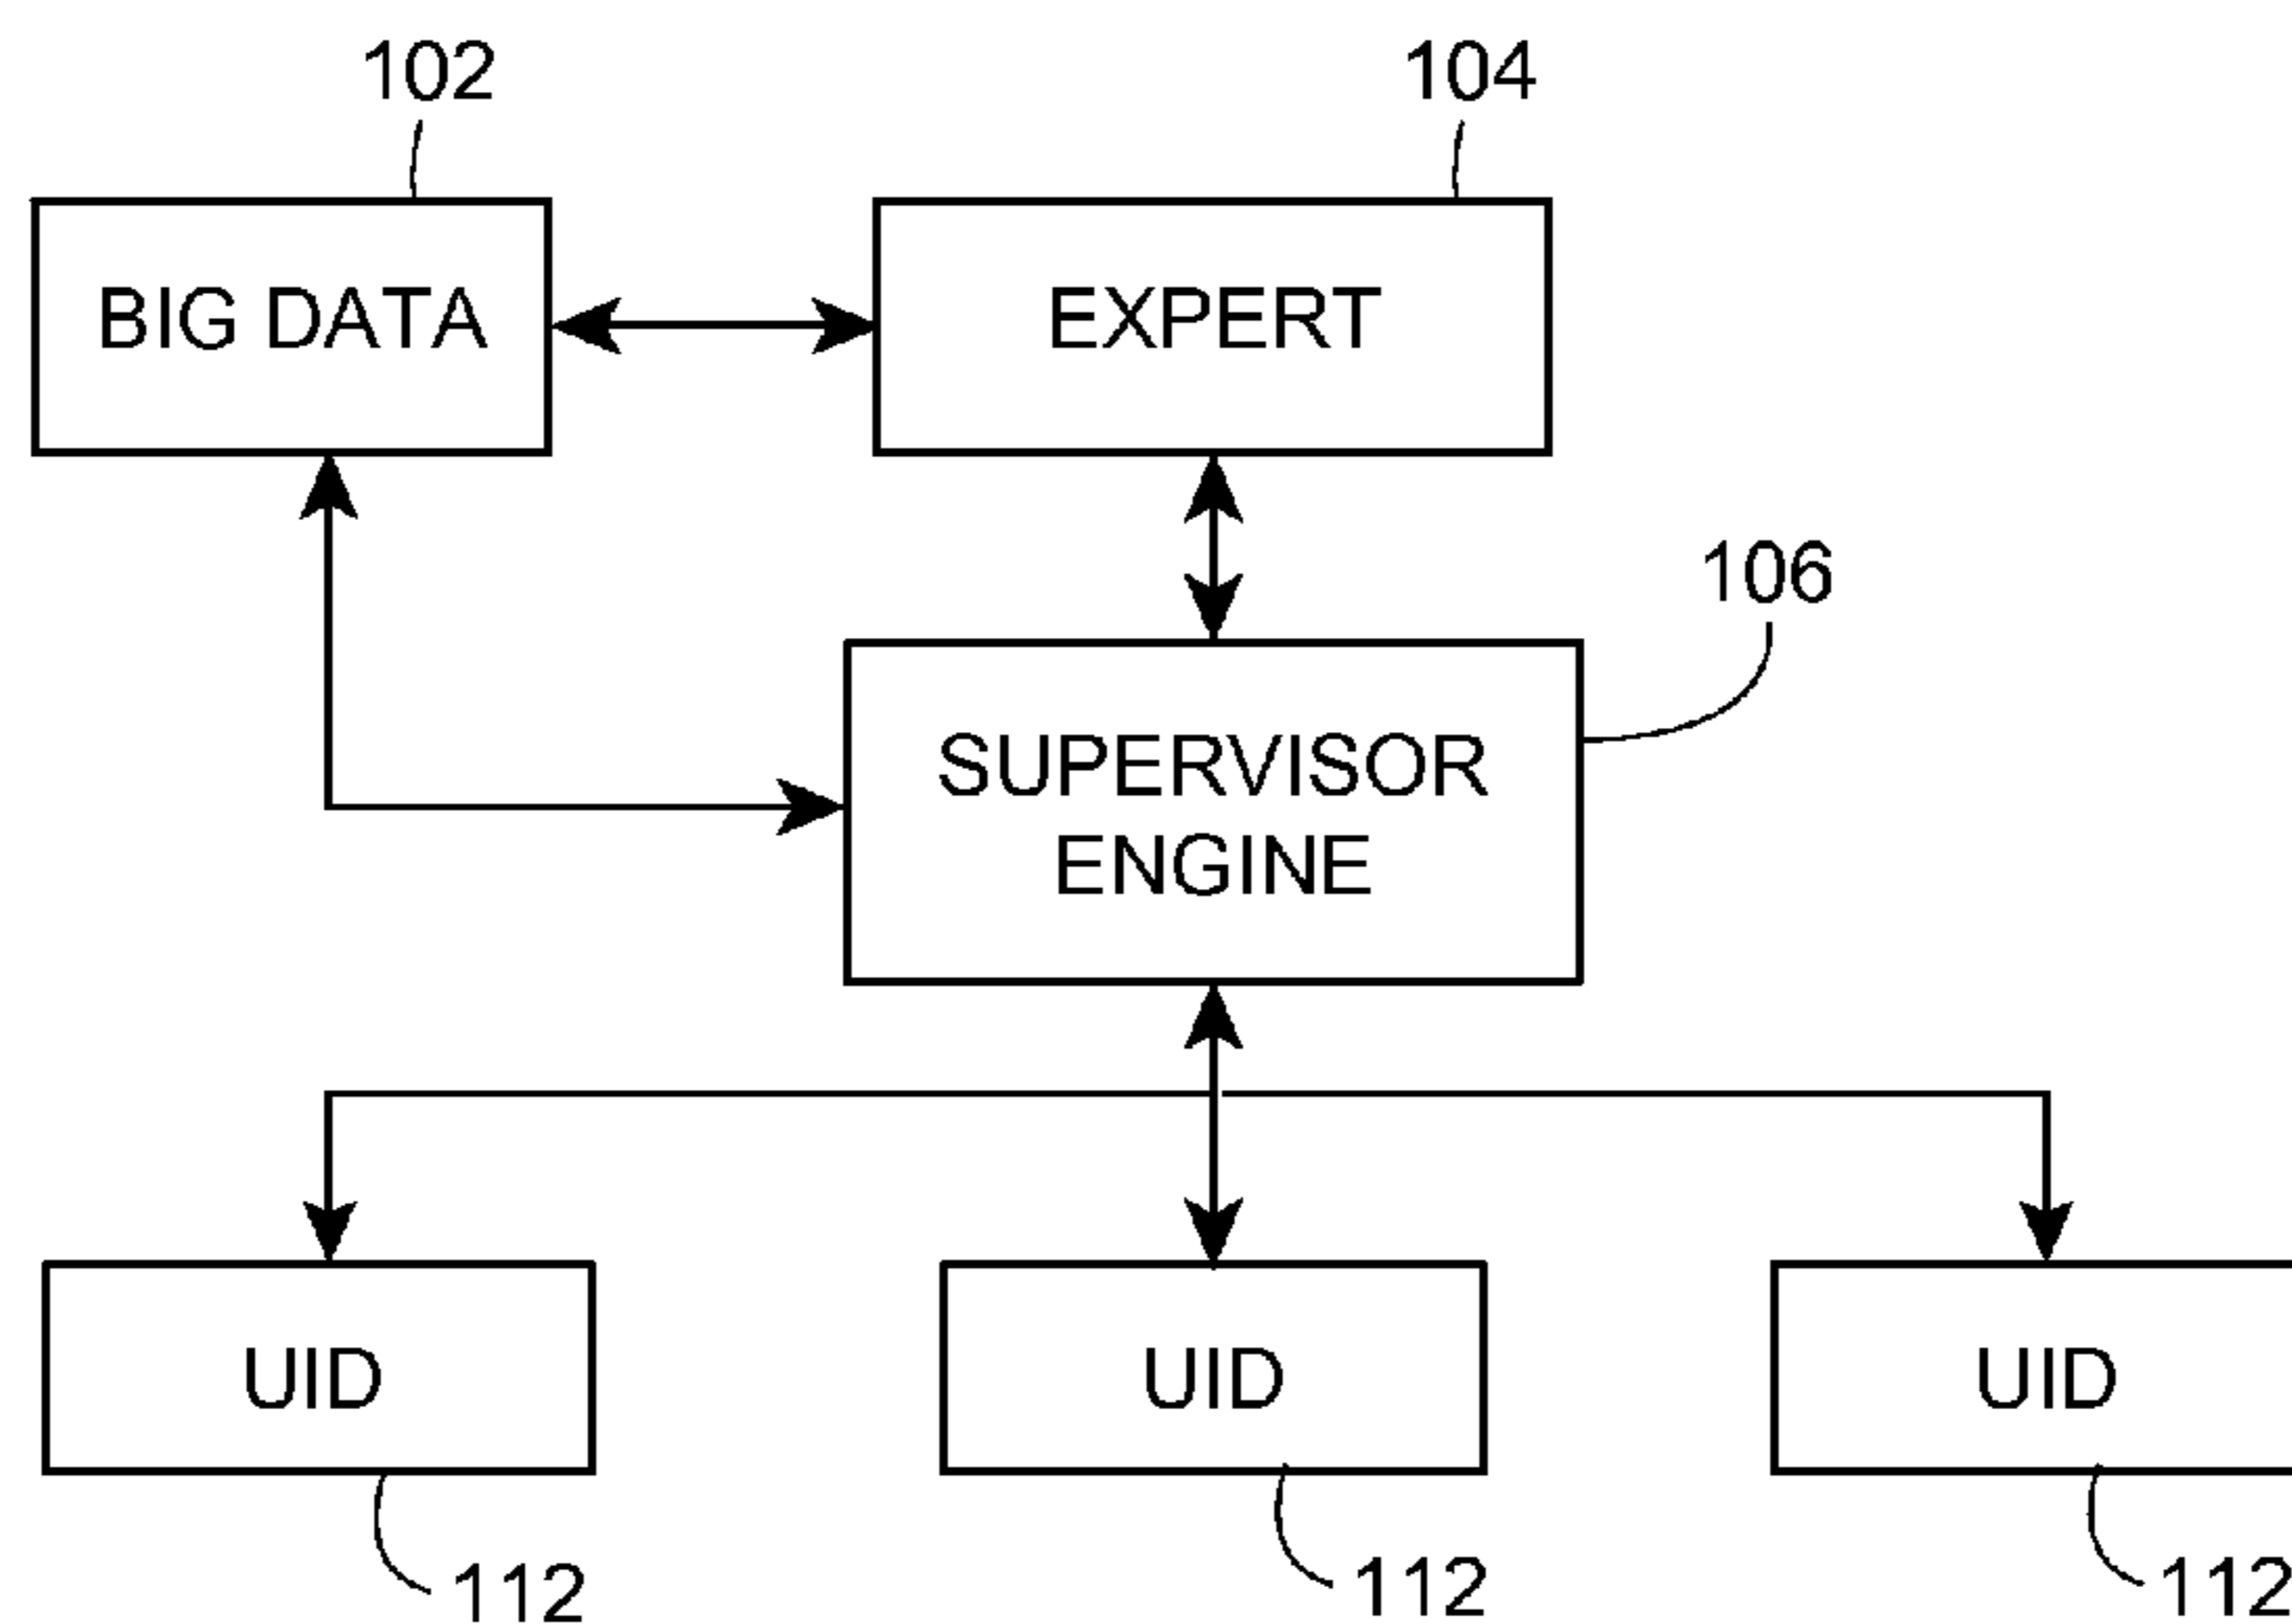 102
104
BIG DATA
EXPERT
106
SUPERVISOR
ENGINE
UID
UID
UID
112
112
112